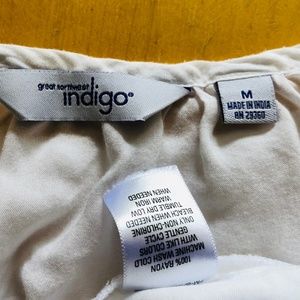 great northwest
indigo
M
MADE IN INDIA
RN 29360
100% RAYON
MACHINE WASH COLD
WITH LIKE COLORS
GENTLE CYCLE
NON-CHLORINE
BLEACH WHEN NEEDED
TUMBLE DRY LOW
WARM IRON
WHEN NEEDED